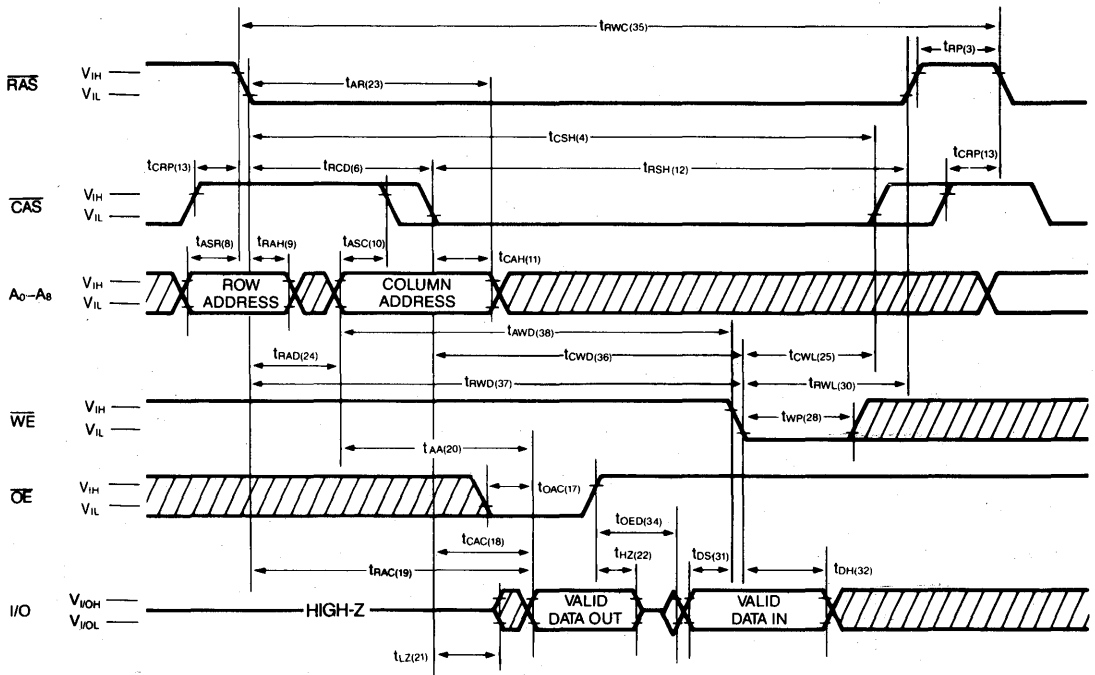 tRWC(35)
tRP(3)
RAS
VIH
VIL
tAR(23)
tCSH(4)
tCRP(13)
tRCD(6)
tRSH(12)
tCRP(13)
CAS
VIH
VIL
tASR(8)
tRAH(9)
tASC(10)
tCAH(11)
A0–A8
VIH
VIL
ROW
ADDRESS
COLUMN
ADDRESS
tAWD(38)
tRAD(24)
tCWD(36)
tCWL(25)
tRWD(37)
tRWL(30)
WE
VIH
VIL
tWP(28)
tAA(20)
OE
VIH
VIL
tOAC(17)
tOED(34)
tCAC(18)
tHZ(22)
tDS(31)
tRAC(19)
tDH(32)
I/O
VI/OH
VI/OL
HIGH-Z
VALID
DATA OUT
VALID
DATA IN
tLZ(21)